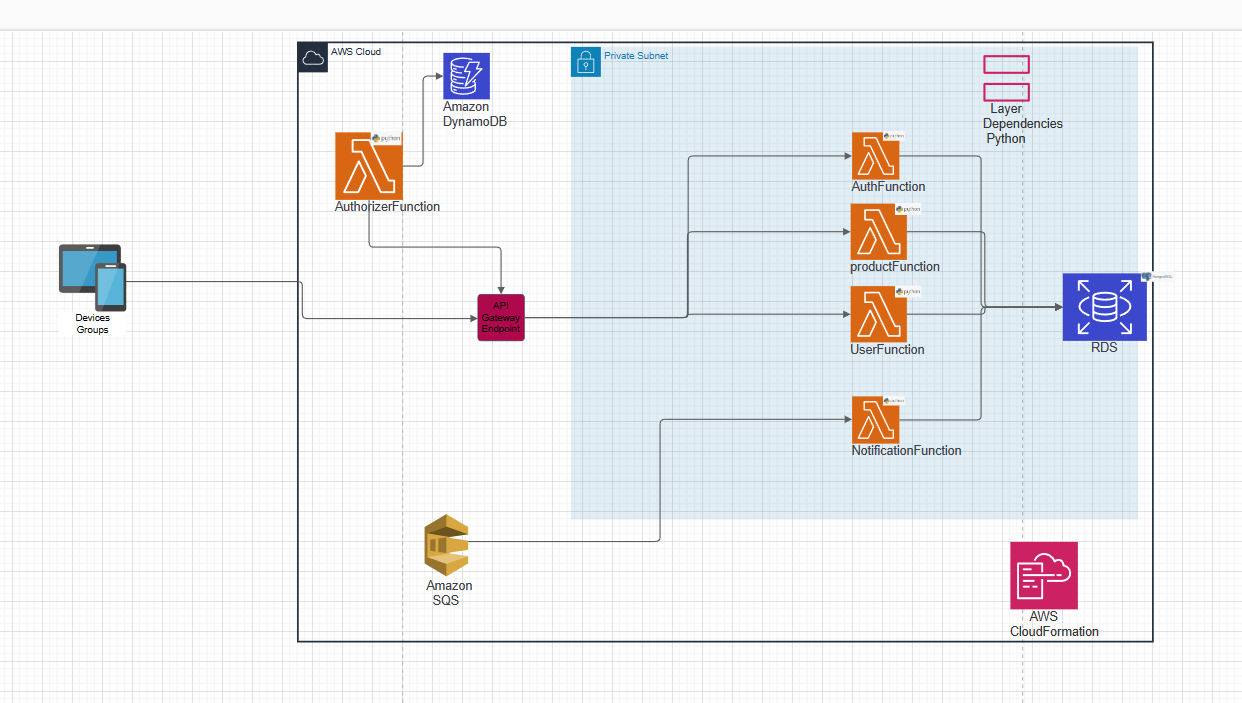 AWS Cloud
Private Subnet
Amazon
DynamoDB
Layer
Dependencies
Python
python
AuthorizerFunction
python
AuthFunction
python
productFunction
Devices
Groups
API
Gateway
Endpoint
python
UserFunction
PostgreSQL
RDS
python
NotificationFunction
Amazon
SQS
AWS
CloudFormation